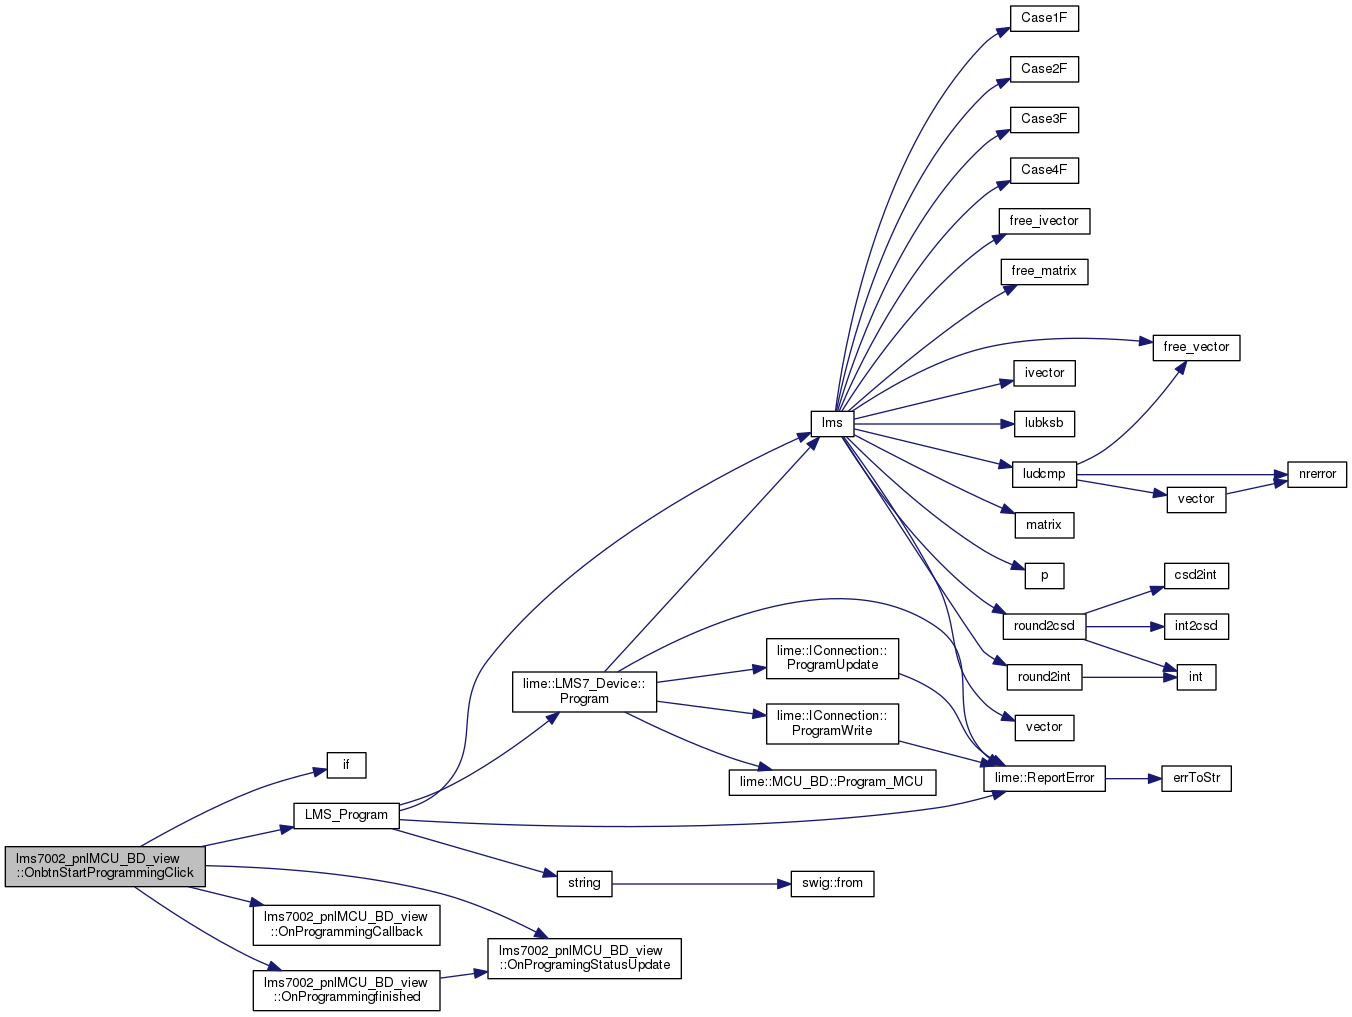 Case1F
Case2F
Case3F
Case4F
free_ivector
free_matrix
free_vector
ivector
lms
lubksb
ludcmp
nrerror
vector
matrix
p
csd2int
round2csd
int2csd
lime::IConnection::
ProgramUpdate
round2int
int
lime::LMS7_Device::
Program
lime::IConnection::
ProgramWrite
vector
if
lime::MCU_BD::Program_MCU
lime::ReportError
errToStr
LMS_Program
lms7002_pnlMCU_BD_view
::OnbtnStartProgrammingClick
string
swig::from
lms7002_pnlMCU_BD_view
::OnProgrammingCallback
lms7002_pnlMCU_BD_view
::OnProgramingStatusUpdate
lms7002_pnlMCU_BD_view
::OnProgrammingfinished